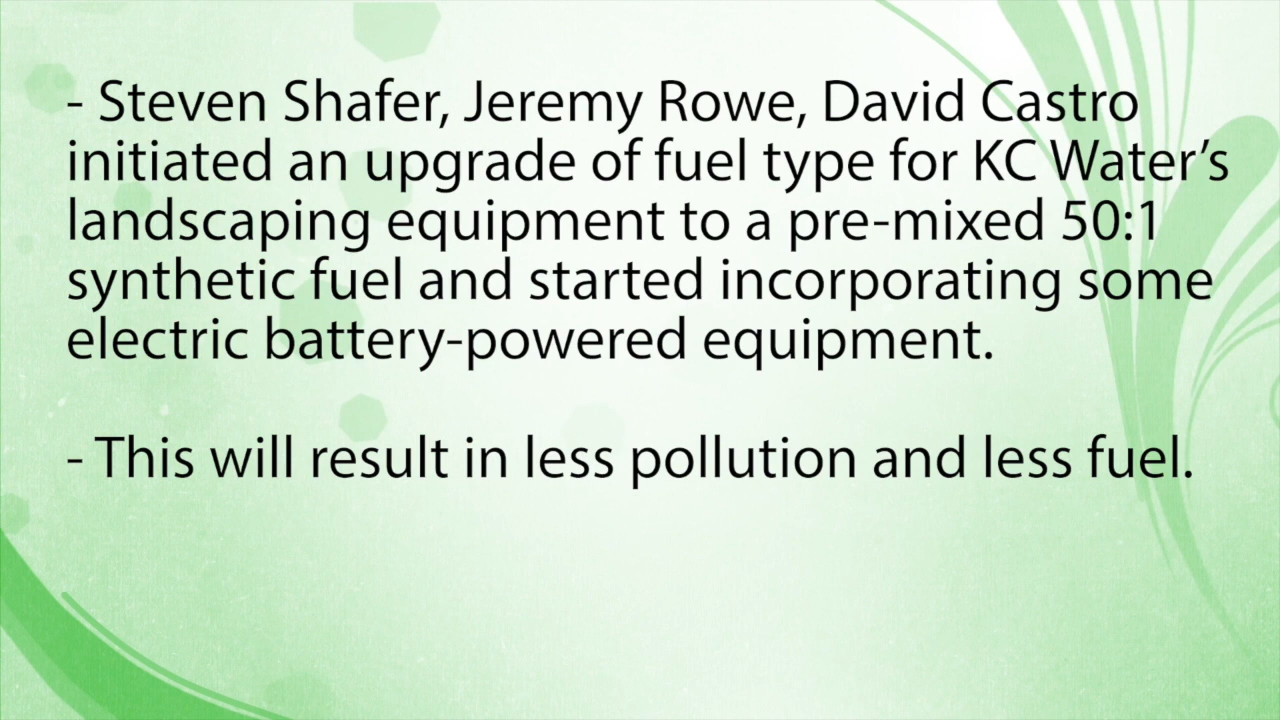 - Steven Shafer, Jeremy Rowe, David Castro
initiated an upgrade of fuel type for KC Water’s
landscaping equipment to a pre-mixed 50:1
synthetic fuel and started incorporating some
electric battery-powered equipment.
- This will result in less pollution and less fuel.